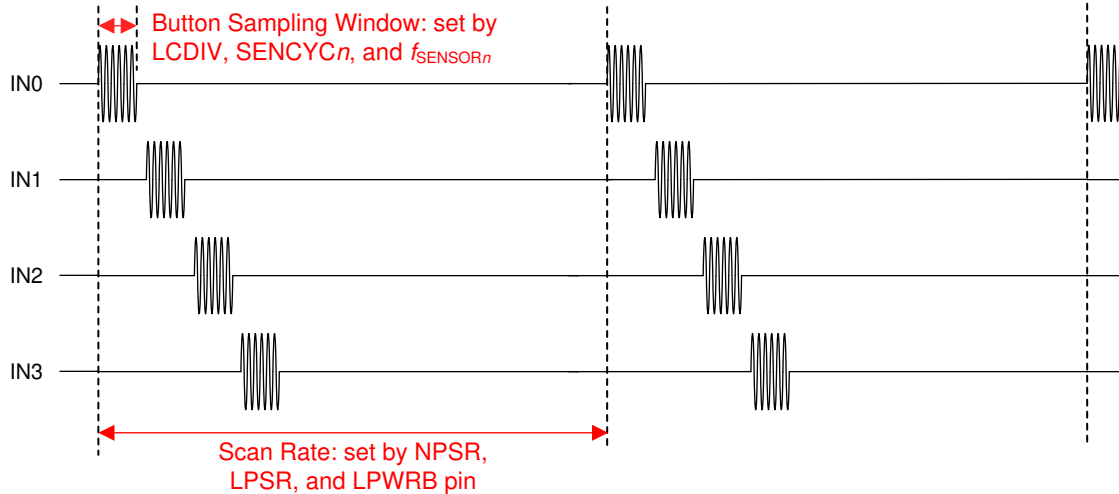 Button Sampling Window: set by
LCDIV, SENCYCn, and fSENSORn
IN0
IN1
IN2
IN3
Scan Rate: set by NPSR,
LPSR, and LPWRB pin